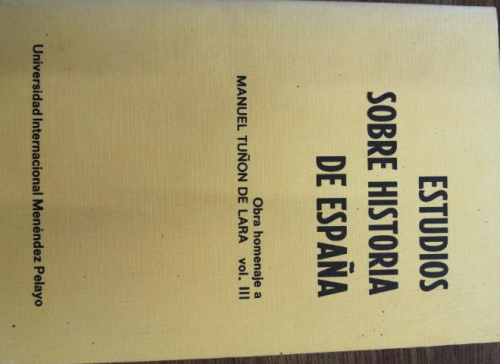 ESTUDIOS
SOBRE HISTORIA
DE ESPAÑA
Obra homenaje a
MANUEL TUÑON DE LARA vol. III
Universidad Internacional Menéndez Pelayo